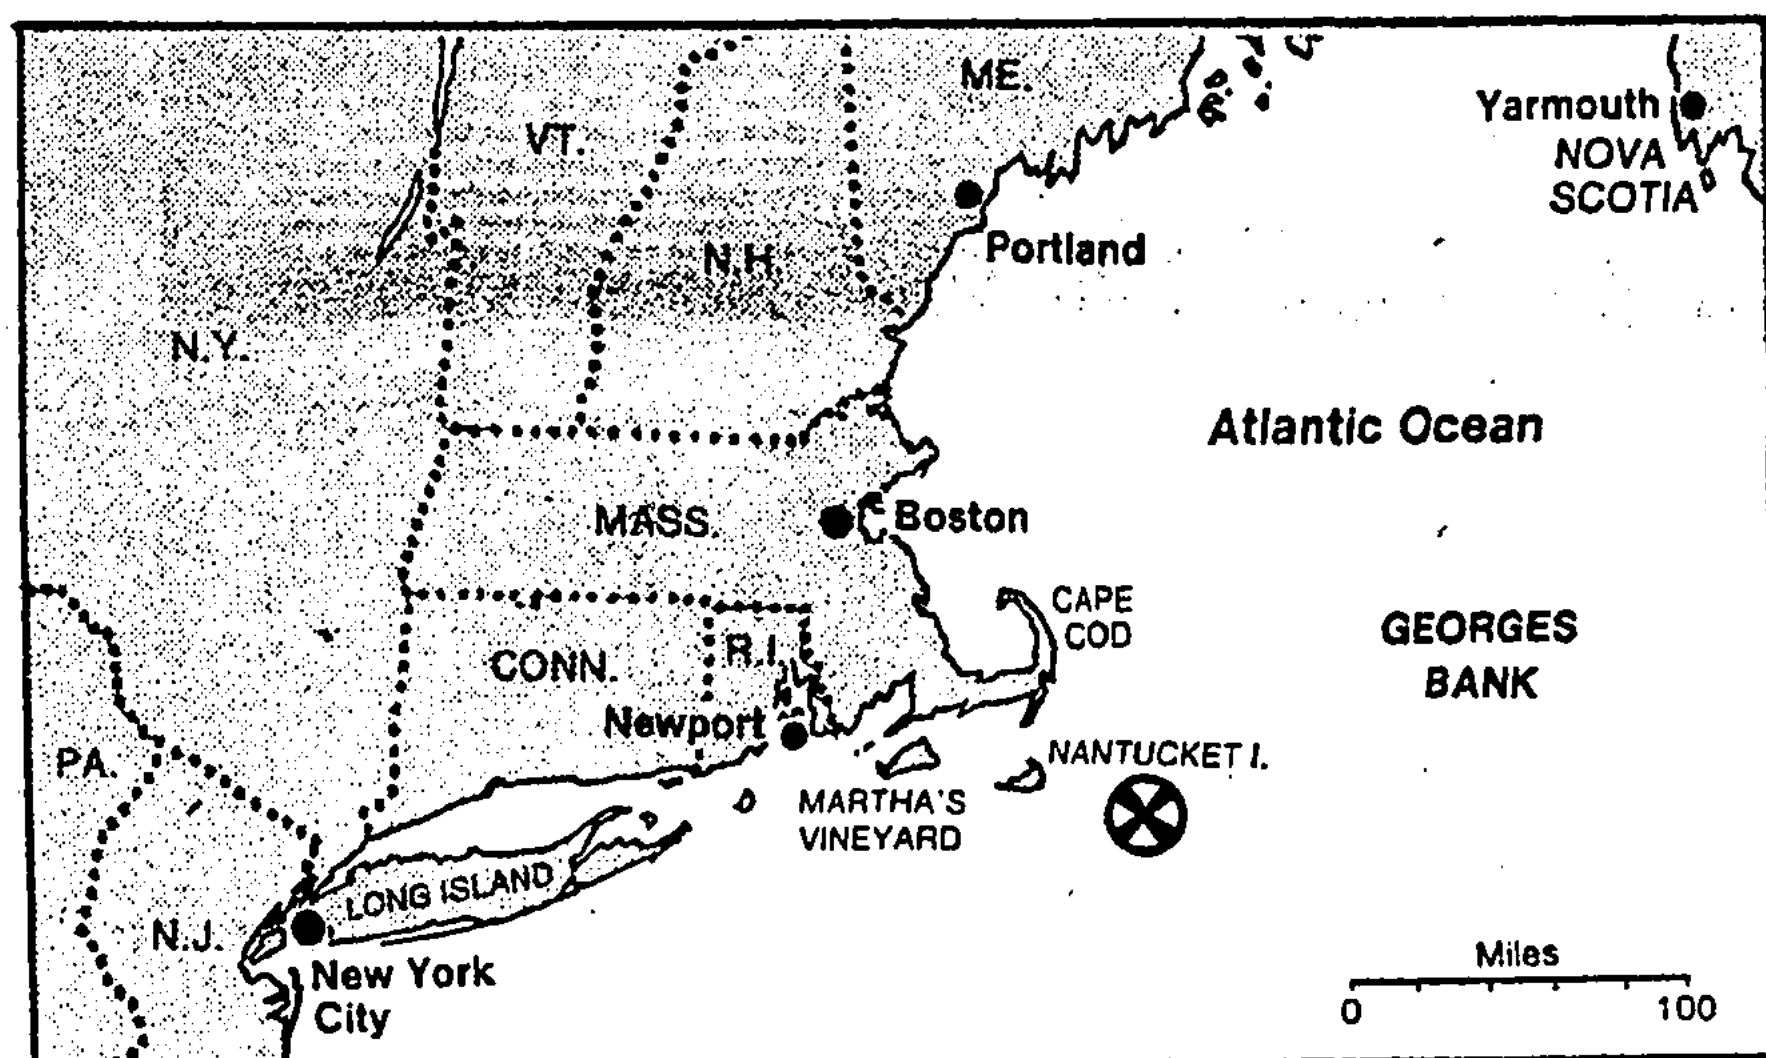 ME.
VT.
Yarmouth
NOVA
SCOTIA
N.H.
Portland
N.Y.
Atlantic Ocean
MASS.
Boston
CAPE
COD
GEORGES
BANK
CONN.
R.I.
Newport
PA.
NANTUCKET I.
MARTHA'S
VINEYARD
LONG ISLAND
N.J.
New York
City
Miles
0 100